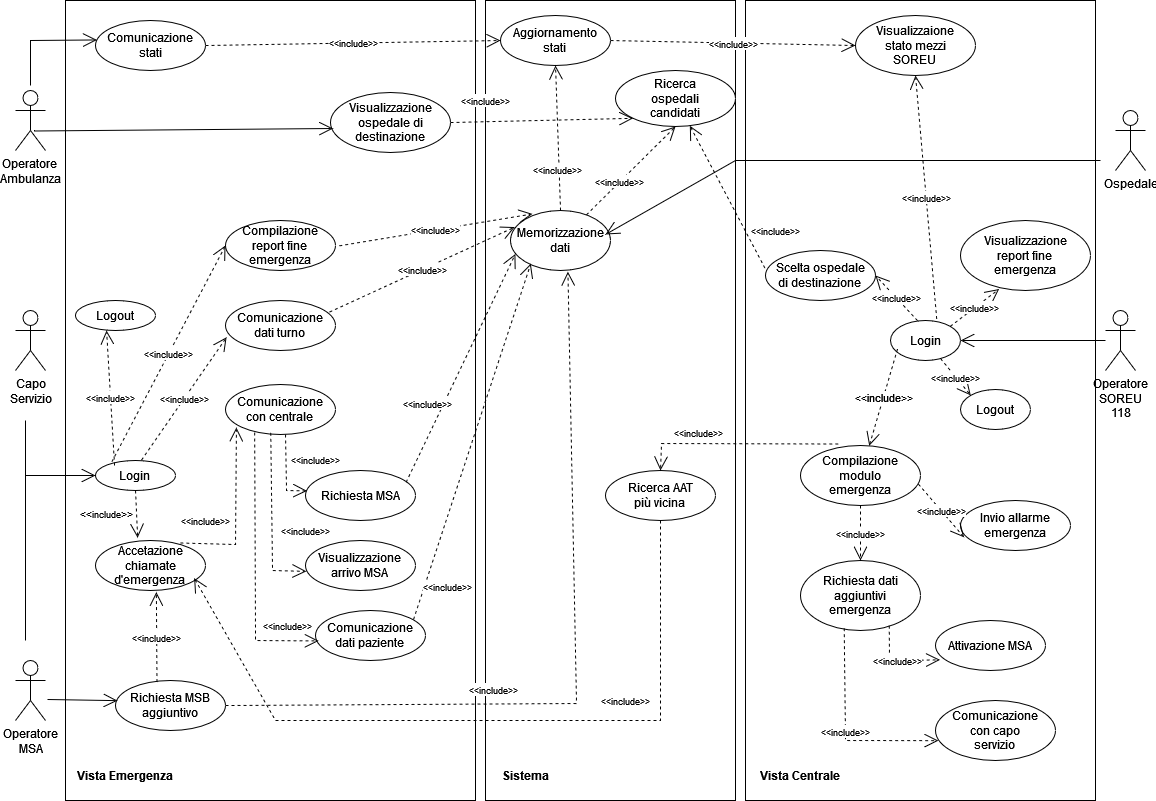 Comunicazione
stati
<<include>>
Aggiornamento
stati
<<include>>
Visualizzaione
stato mezzi
SOREU
Operatore
Ambulanza
Visualizzazione
ospedale di
destinazione
<<include>>
Ricerca
ospedali
candidati
Ospedale
<<include>>
<<include>>
<<include>>
Compilazione
report fine
emergenza
<<include>>
Memorizzazione
dati
<<include>>
Visualizzazione
report fine
emergenza
Scelta ospedale
di destinazione
<<include>>
<<include>>
<<include>>
Logout
Comunicazione
dati turno
<<include>>
Login
Operatore
SOREU
118
Capo
Servizio
<<include>>
<<include>>
<<include>>
<<include>>
Logout
Comunicazione
con centrale
<<include>>
<<include>>
<<include>>
Login
<<include>>
Richiesta MSA
Ricerca AAT
più vicina
Compilazione
modulo
emergenza
<<include>>
<<include>>
<<include>>
<<include>>
Invio allarme
emergenza
<<include>>
Accetazione
chiamate
d'emergenza
Visualizzazione
arrivo MSA
<<include>>
Richiesta dati
aggiuntivi
emergenza
<<include>>
<<include>>
Comunicazione
dati paziente
Attivazione MSA
<<include>>
Operatore
MSA
Richiesta MSB
aggiuntivo
<<include>>
<<include>>
Comunicazione
con capo
servizio
<<include>>
Vista Emergenza
Sistema
Vista Centrale